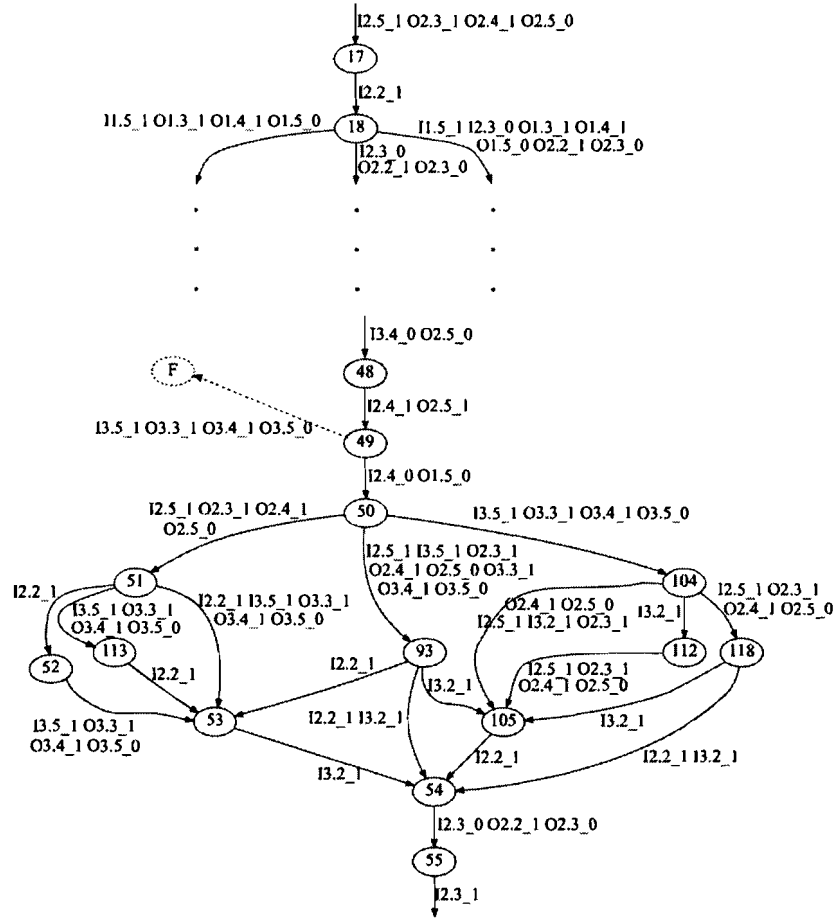 I2.5_1 O2.3_1 O2.4_1 O2.5_0
17
I2.2_1
I1.5_1 O1.3_1 O1.4_1 O1.5_0
18
I1.5_1 I2.3_0 O1.3_1 O1.4_1
O1.5_0 O2.2_1 O2.3_0
I2.3_0
O2.2_1 O2.3_0
I3.4_0 O2.5_0
F
48
I2.4_1 O2.5_1
I3.5_1 O3.3_1 O3.4_1 O3.5_0
49
I2.4_0 O1.5_0
I2.5_1 O2.3_1 O2.4_1
O2.5_0
50
I3.5_1 O3.3_1 O3.4_1 O3.5_0
I2.5_1 I3.5_1 O2.3_1
O2.4_1 O2.5_0 O3.3_1
O3.4_1 O3.5_0
51
104
I2.2_1
I3.5_1 O3.3_1
O3.4_1 O3.5_0
I2.2_1 I3.5_1 O3.3_1
O3.4_1 O3.5_0
O2.4_1 O2.5_0
I2.5_1 I3.2_1 O2.3_1
I3.2_1
I2.5_1 O2.3_1
O2.4_1 O2.5_0
52
113
93
112
118
I2.2_1
I2.2_1
I3.2_1
I2.5_1 O2.3_1
O2.4_1 O2.5_0
I3.5_1 O3.3_1
O3.4_1 O3.5_0
53
I2.2_1 I3.2_1
105
I3.2_1
I3.2_1
I2.2_1
I2.2_1 I3.2_1
54
I2.3_0 O2.2_1 O2.3_0
55
I2.3_1